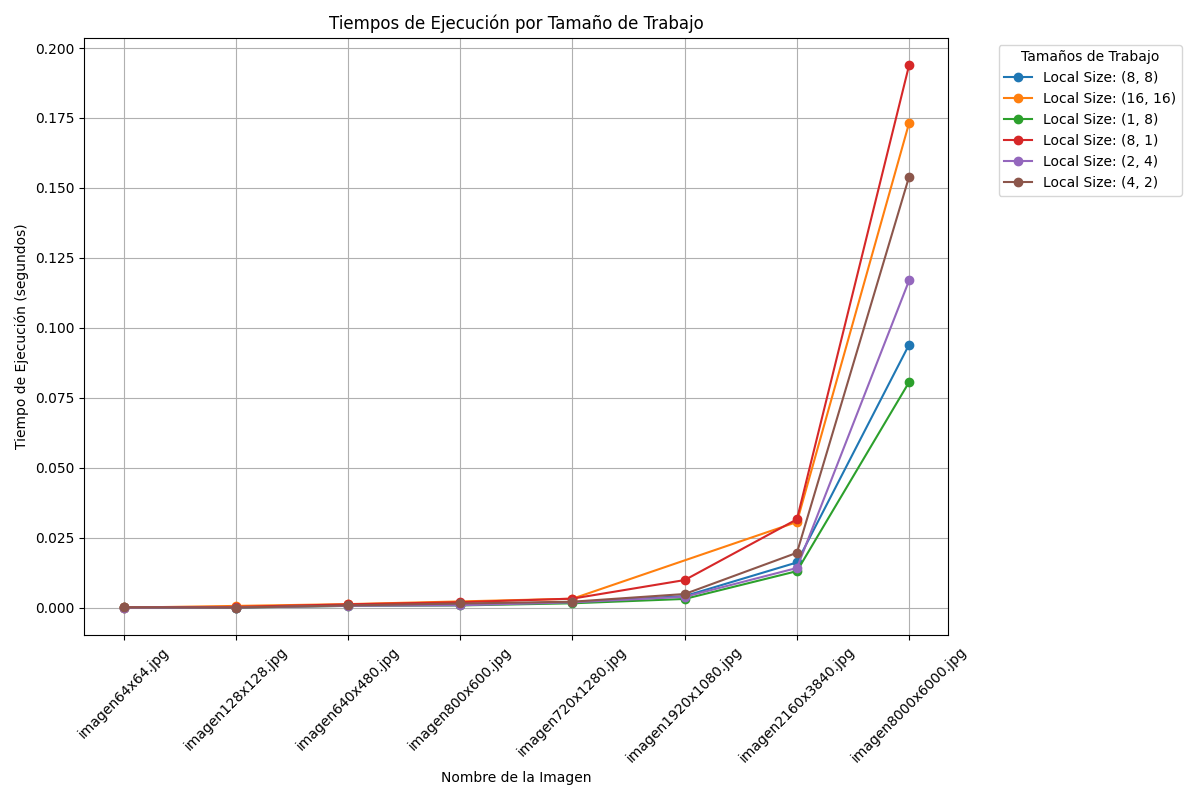 Tiempos de Ejecución por Tamaño de Trabajo
Tiempo de Ejecución (segundos)
0.200
0.175
0.150
0.125
0.100
0.075
0.050
0.025
0.000
imagen64x64.jpg
imagen128x128.jpg
imagen640x480.jpg
imagen800x600.jpg
imagen720x1280.jpg
imagen1920x1080.jpg
imagen2160x3840.jpg
imagen8000x6000.jpg
Nombre de la Imagen
Tamaños de Trabajo
Local Size: (8, 8)
Local Size: (16, 16)
Local Size: (1, 8)
Local Size: (8, 1)
Local Size: (2, 4)
Local Size: (4, 2)